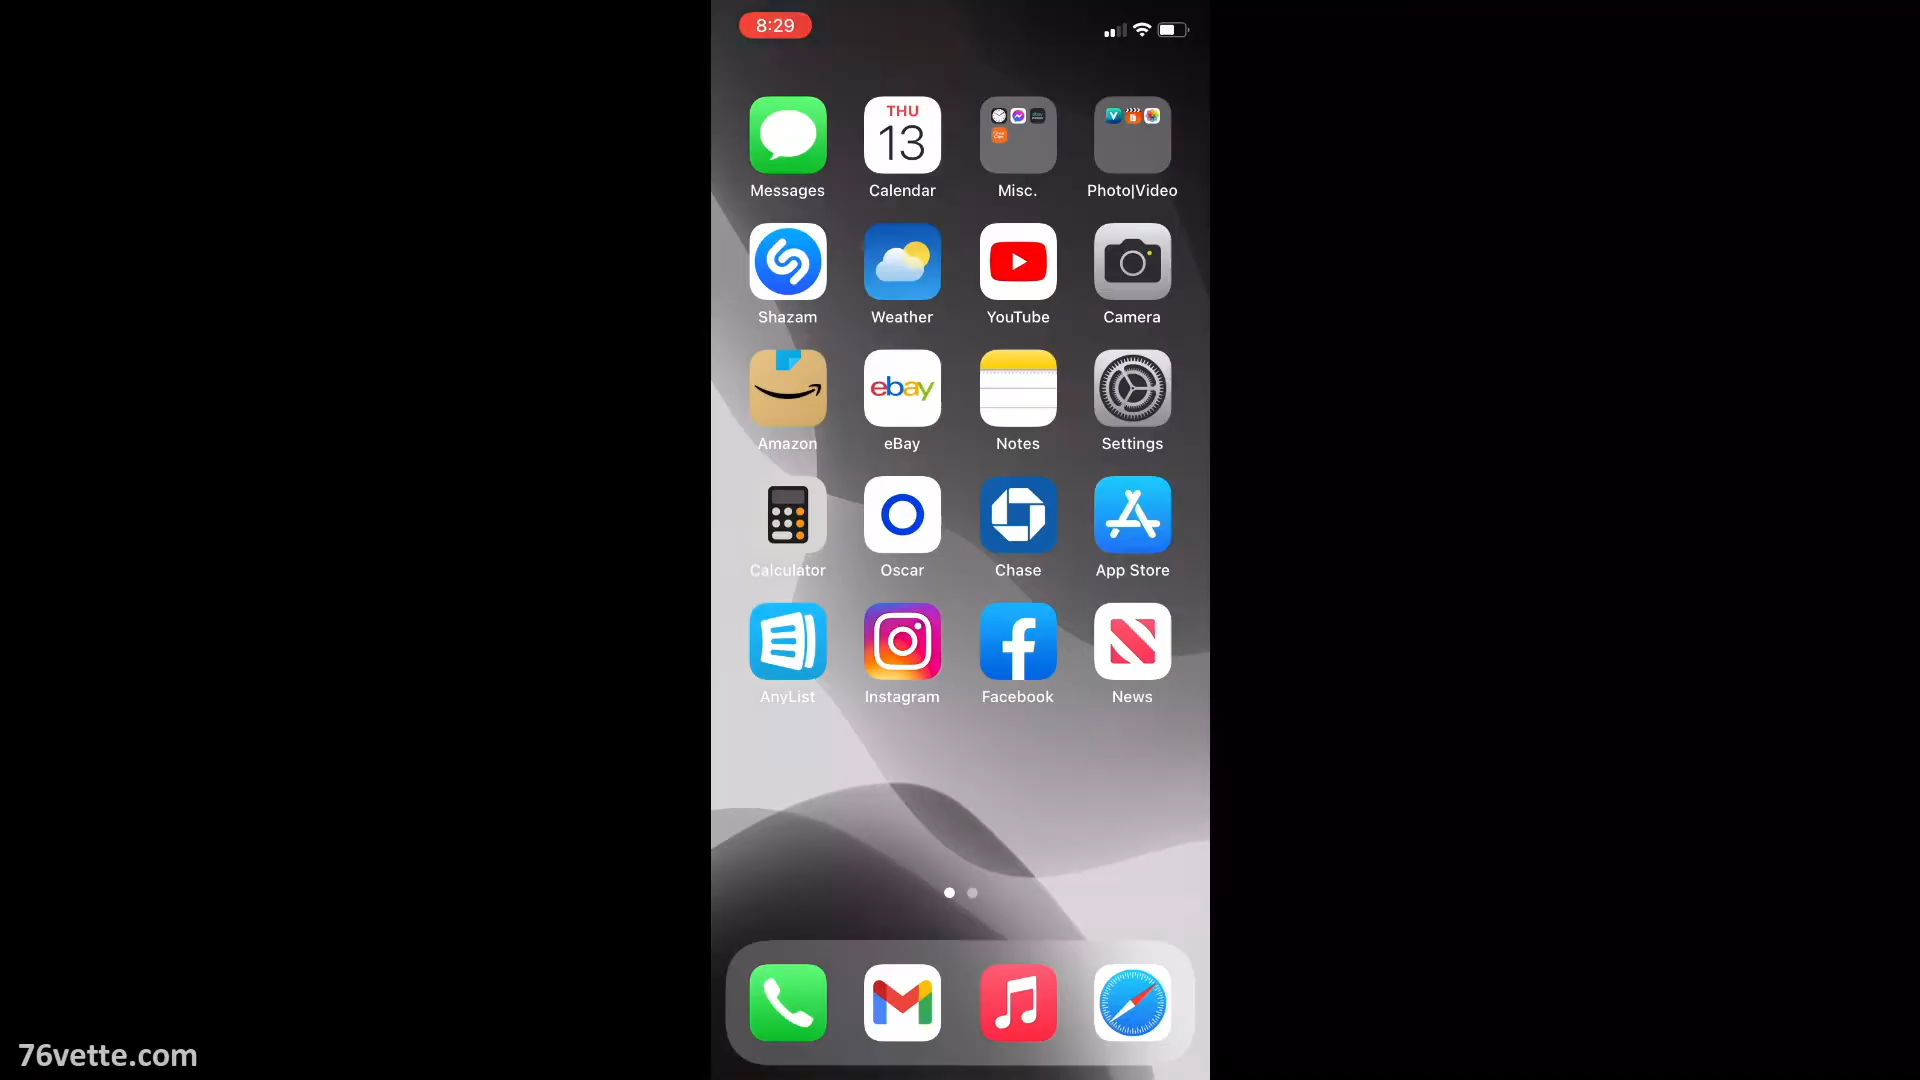 8:29
THU
13
Messages
Calendar
Misc.
Photo|Video
Shazam
Weather
YouTube
Camera
ebay
Amazon
eBay
Notes
Settings
Calculator
Oscar
Chase
App Store
AnyList
Instagram
Facebook
News
76vette.com